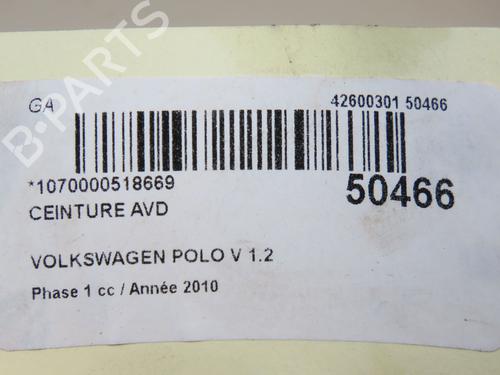 GA
42600301 50466
*1070000518669
50466
CEINTURE AVD
VOLKSWAGEN POLO V 1.2
Phase 1 cc / Année 2010
B-PARTS